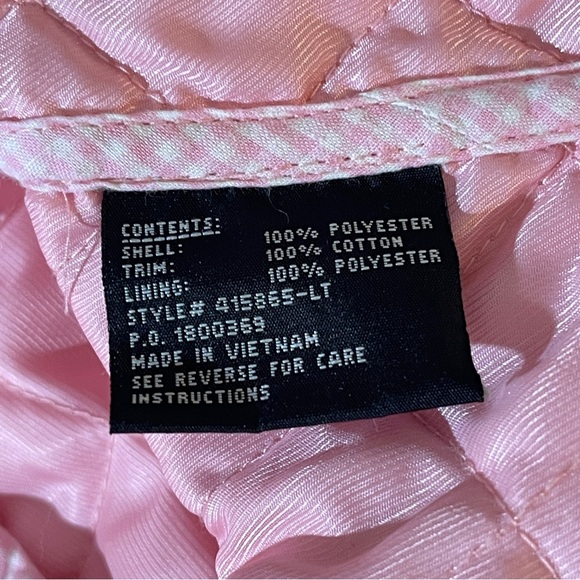 CONTENTS:
SHELL: 100% POLYESTER
TRIM: 100% COTTON
LINING: 100% POLYESTER
STYLE# 415865-LT
P.O. 1800369
MADE IN VIETNAM
SEE REVERSE FOR CARE
INSTRUCTIONS